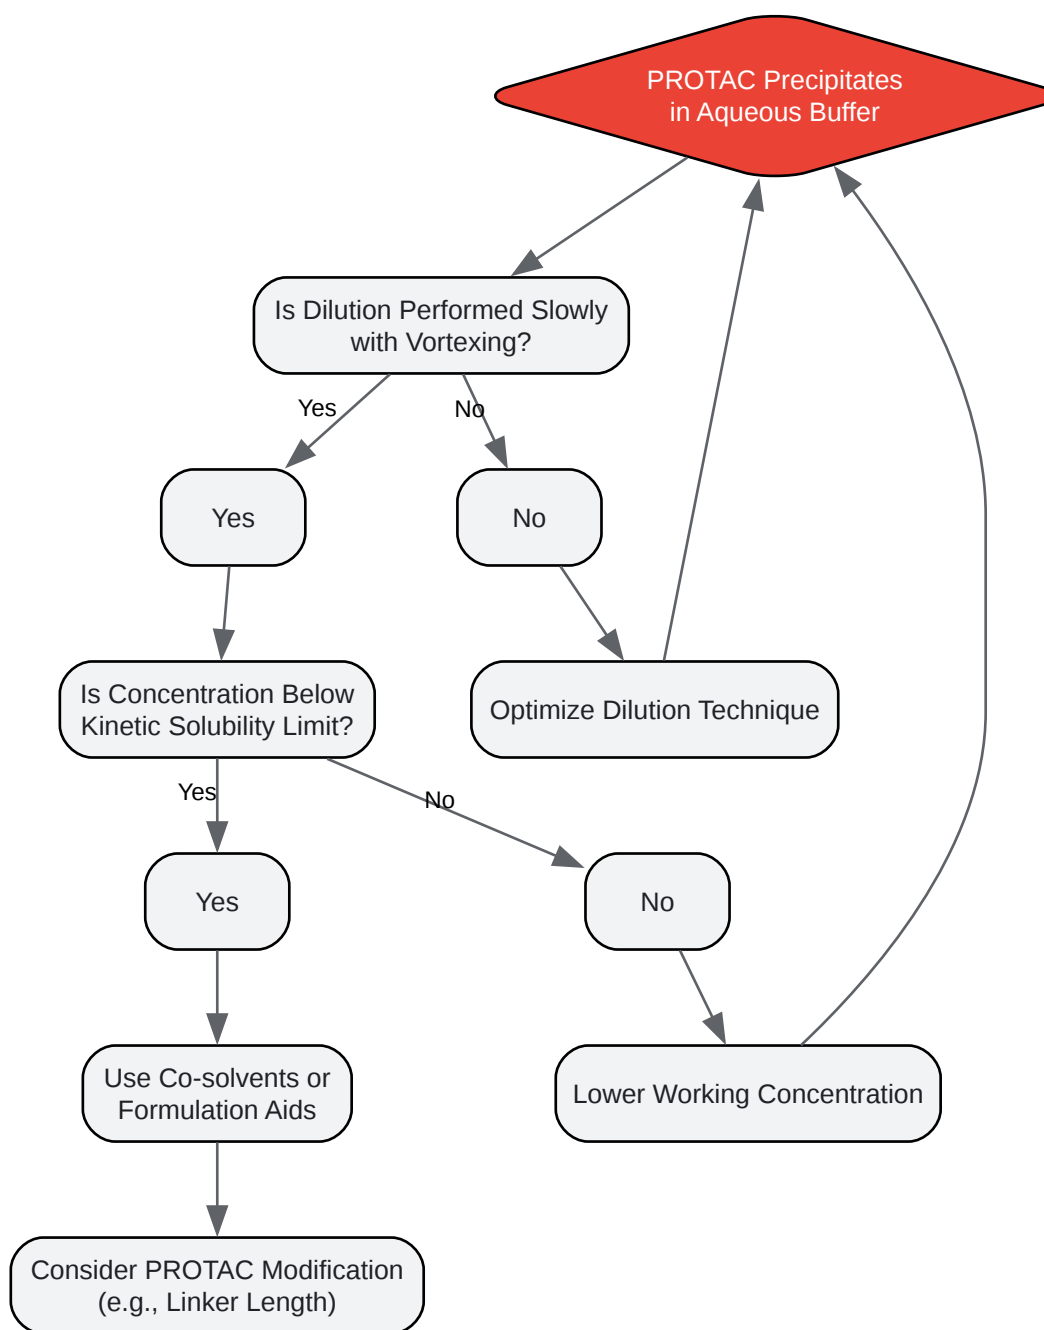 PROTAC Precipitates
in Aqueous Buffer
Is Dilution Performed Slowly
with Vortexing?
Yes
No
Yes
No
Is Concentration Below
Kinetic Solubility Limit?
Optimize Dilution Technique
Yes
No
Yes
No
Use Co-solvents or
Formulation Aids
Lower Working Concentration
Consider PROTAC Modification
(e.g., Linker Length)